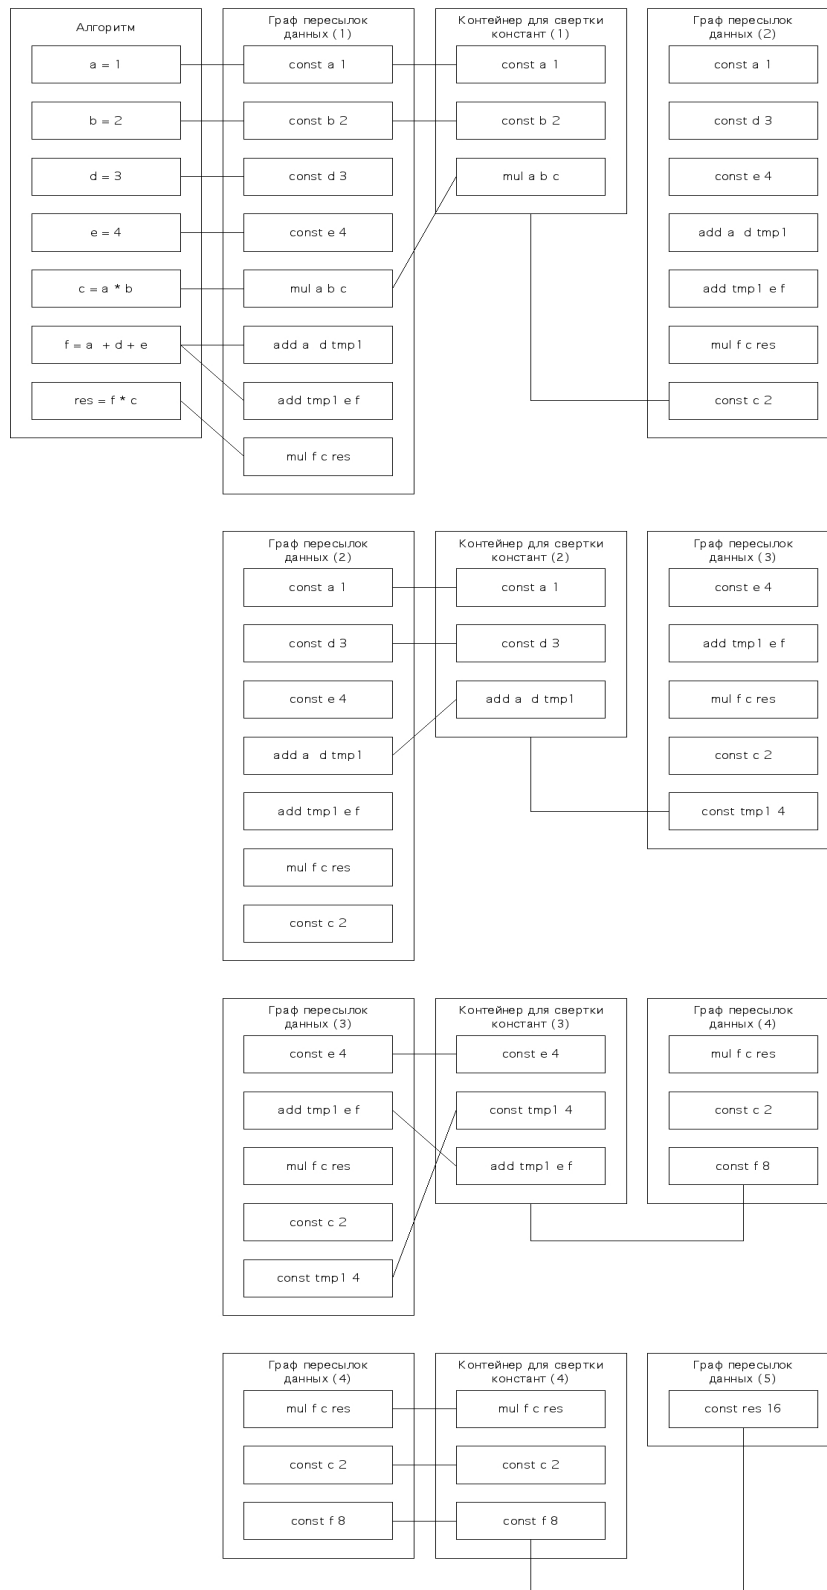 Алгоритм
a = 1
b = 2
d = 3
e = 4
c = a * b
f = a + d + e
res = f * c
Граф пересылок
данных (1)
const a 1
const b 2
const d 3
const e 4
mul a b c
add a d tmp1
add tmp1 e f
mul f c res
Контейнер для свертки
констант (1)
const a 1
const b 2
mul a b c
Граф пересылок
данных (2)
const a 1
const d 3
const e 4
add a d tmp1
add tmp1 e f
mul f c res
const c 2
Граф пересылок
данных (2)
const a 1
const d 3
const e 4
add a d tmp1
add tmp1 e f
mul f c res
const c 2
Контейнер для свертки
констант (2)
const a 1
const d 3
add a d tmp1
Граф пересылок
данных (3)
const e 4
add tmp1 e f
mul f c res
const c 2
const tmp1 4
Граф пересылок
данных (3)
const e 4
add tmp1 e f
mul f c res
const c 2
const tmp1 4
Контейнер для свертки
констант (3)
const e 4
const tmp1 4
add tmp1 e f
Граф пересылок
данных (4)
mul f c res
const c 2
const f 8
Граф пересылок
данных (4)
mul f c res
const c 2
const f 8
Контейнер для свертки
констант (4)
mul f c res
const c 2
const f 8
Граф пересылок
данных (5)
const res 16